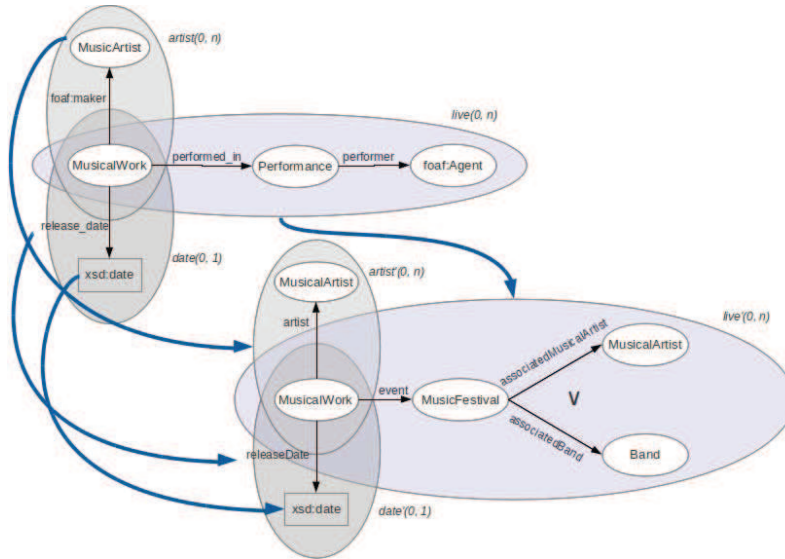 artist(0, n)
MusicArtist
foaf:maker
live(0, n)
MusicalWork
performed_in
Performance
performer
foaf:Agent
release_date
date(0, 1)
xsd:date
artist'(0, n)
MusicalArtist
artist
live'(0, n)
associatedMusicalArtist
MusicalArtist
MusicalWork
event
MusicFestival
V
associatedBand
Band
releaseDate
xsd:date
date'(0, 1)